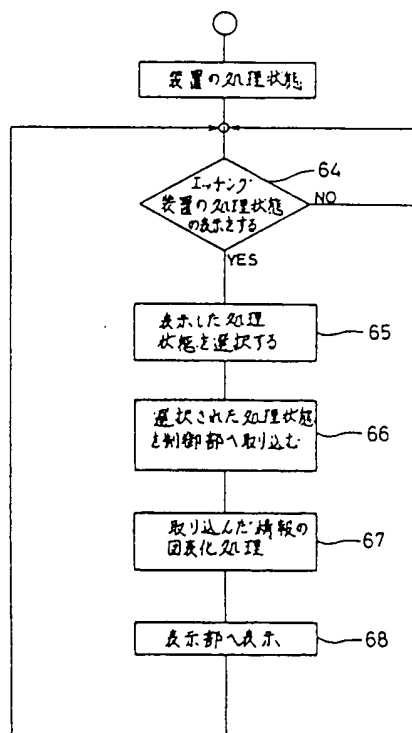 装置の処理状態
64
エッチング
装置の処理状態
の表示をする
NO
YES
表示した処理
状態を選択する
65
選択された処理状態
を制御部へ取り込む
66
取り込んだ情報の
図表化処理
67
表示部へ表示
68